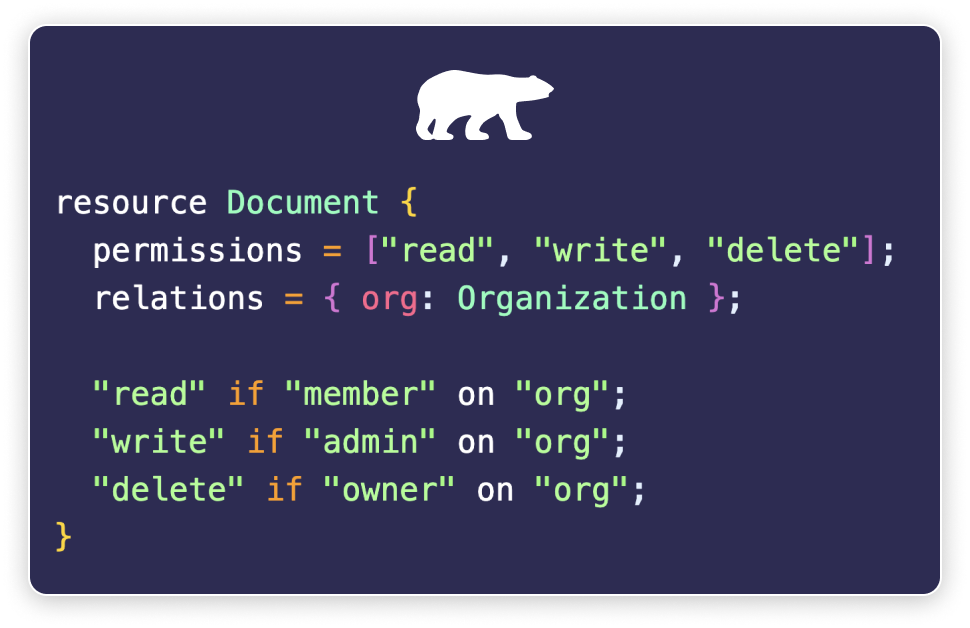 resource Document {
  permissions = ["read", "write", "delete"];
  relations = { org: Organization };

  "read" if "member" on "org";
  "write" if "admin" on "org";
  "delete" if "owner" on "org";
}